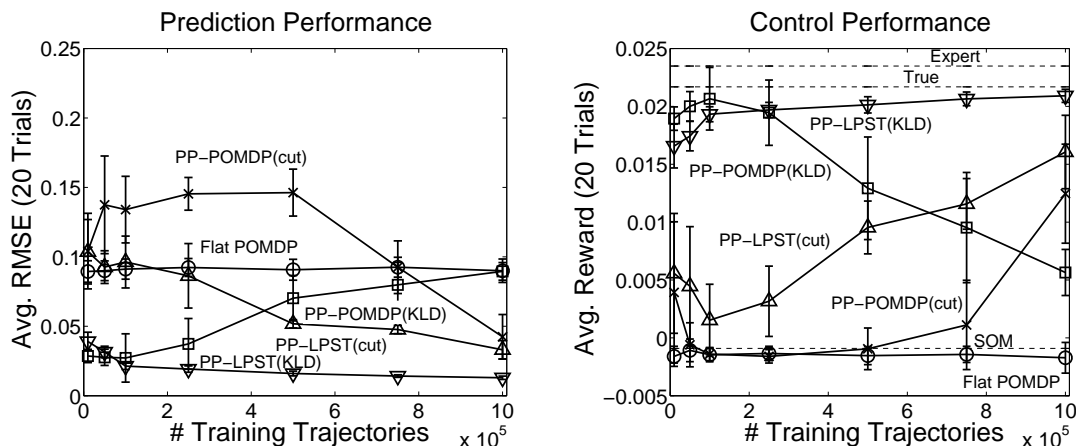 Prediction Performance
0.25
0.2
0.15
0.1
0.05
0
Avg. RMSE (20 Trials)
PP−POMDP(cut)
Flat POMDP
PP−POMDP(KLD)
PP−LPST(cut)
PP−LPST(KLD)
0 2 4 6 8 10
# Training Trajectories
x 10^5
Control Performance
0.025
0.02
0.015
0.01
0.005
0
−0.005
Avg. Reward (20 Trials)
Expert
True
PP−LPST(KLD)
PP−POMDP(KLD)
PP−LPST(cut)
PP−POMDP(cut)
SOM
Flat POMDP
0 2 4 6 8 10
# Training Trajectories
x 10^5